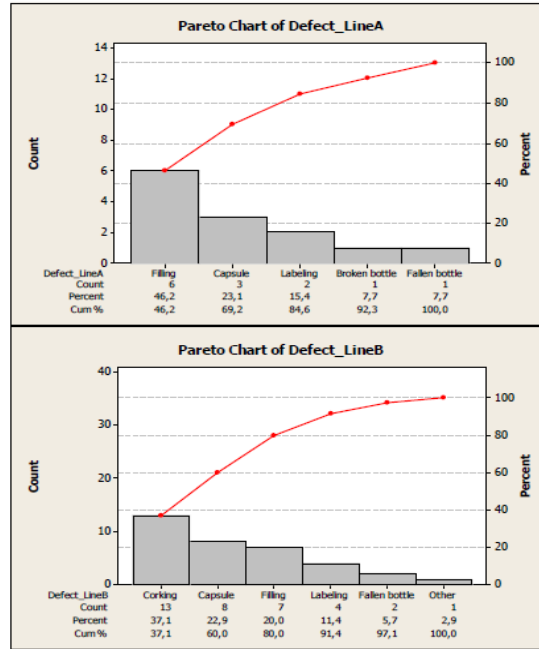 Pareto Chart of Defect_LineA
14
12
10
8
6
4
2
0
Count
100
80
60
40
20
0
Percent
Defect_LineA Filling Capsule Labeling Broken bottle Fallen bottle
Count 6 3 2 1 1
Percent 46,2 23,1 15,4 7,7 7,7
Cum % 46,2 69,2 84,6 92,3 100,0
Pareto Chart of Defect_LineB
40
30
20
10
0
Count
100
80
60
40
20
0
Percent
Defect_LineB Corking Capsule Filling Labeling Fallen bottle Other
Count 13 8 7 4 2 1
Percent 37,1 22,9 20,0 11,4 5,7 2,9
Cum % 37,1 60,0 80,0 91,4 97,1 100,0